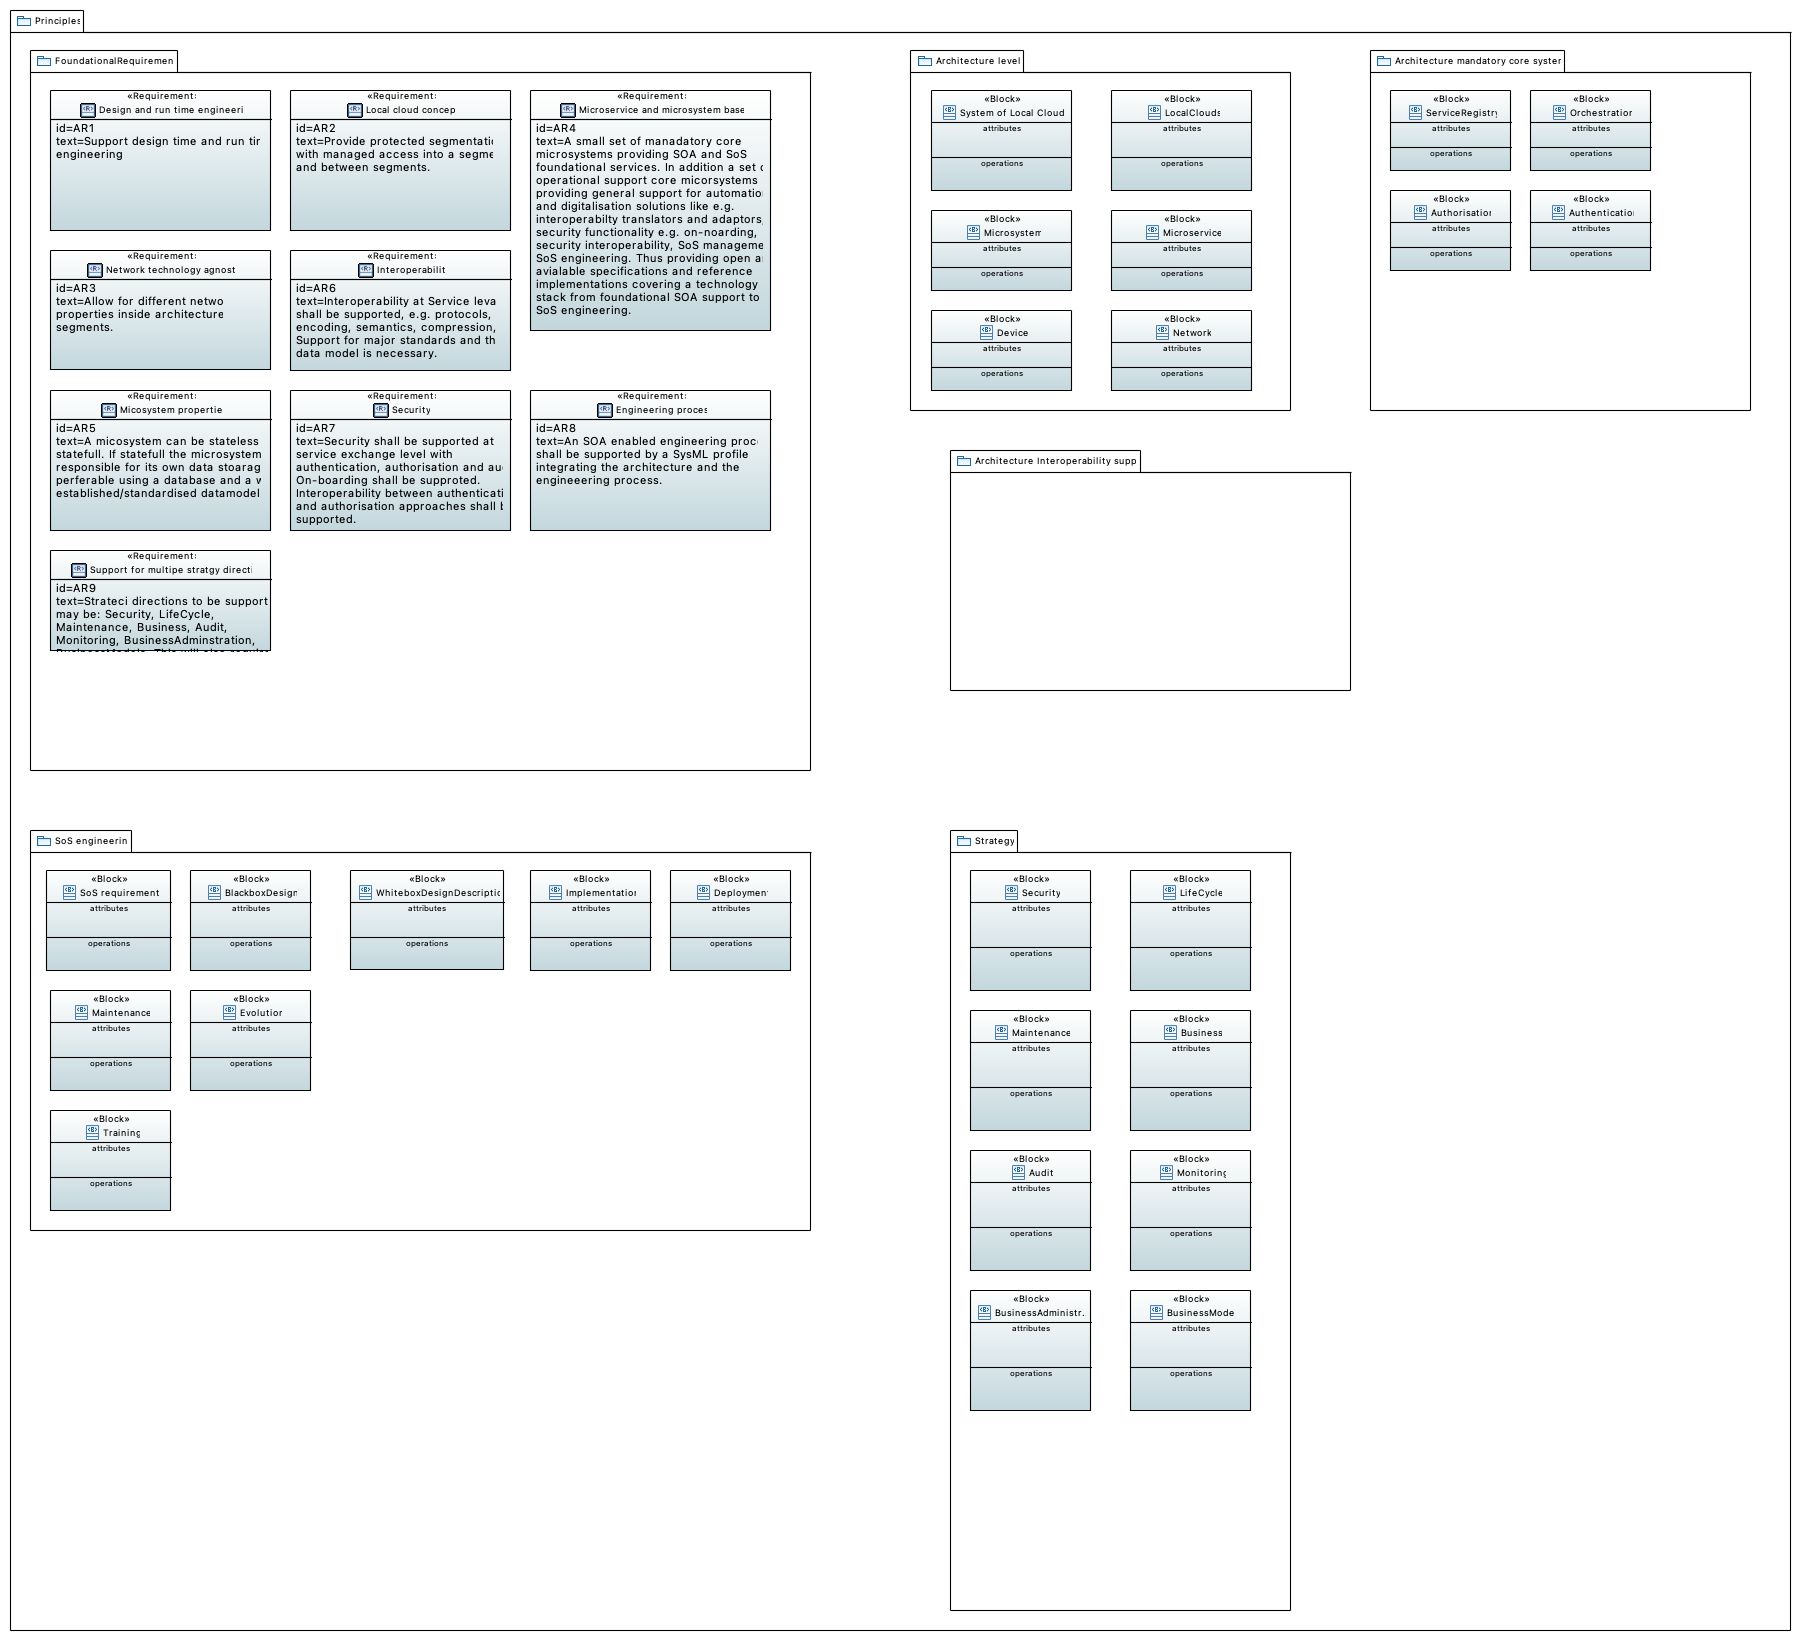 Principles
FoundationalRequiremen
«Requirement:
Design and run time engineeri
id=AR1
text=Support design time and run tir
engineering
«Requirement:
Local cloud concep
id=AR2
text=Provide protected segmentatic
with managed access into a segme
and between segments.
«Requirement:
Microservice and microsystem base
id=AR4
text=A small set of manadatory core
microsystems providing SOA and SoS
foundational services. In addition a set o
operational support core micorsystems
providing general support for automatio
and digitalisation solutions like e.g.
interoperabilty translators and adaptors,
security functionality e.g. on-noarding,
security interoperability, SoS manageme
SoS engineering. Thus providing open a
avialable specifications and reference
implementations covering a technology
stack from foundational SOA support to
SoS engineering.
«Requirement:
Network technology agnost
id=AR3
text=Allow for different netwo
properties inside architecture
segments.
«Requirement:
Interoperabilit
id=AR6
text=Interoperability at Service leva
shall be supported, e.g. protocols,
encoding, semantics, compression,
Support for major standards and th
data model is necessary.
«Requirement:
Micosystem propertie
id=AR5
text=A micosystem can be stateless
statefull. If statefull the microsystem
responsible for its own data stoarag
perferable using a database and a w
established/standardised datamodel
«Requirement:
Security
id=AR7
text=Security shall be supported at
service exchange level with
authentication, authorisation and au
On-boarding shall be supproted.
Interoperability between authenticati
and authorisation approaches shall b
supported.
«Requirement:
Engineering proces
id=AR8
text=An SOA enabled engineering proc
shall be supported by a SysML profile
integrating the architecture and the
engineeering process.
«Requirement:
Support for multipe stratgy directi
id=AR9
text=Strateci directions to be support
may be: Security, LifeCycle,
Maintenance, Business, Audit,
Monitoring, BusinessAdminstration,
BusinessModels. This will also require
Architecture level
«Block»
System of Local Cloud
attributes
operations
«Block»
LocalClouds
attributes
operations
«Block»
Microsystem
attributes
operations
«Block»
Microservice
attributes
operations
«Block»
Device
attributes
operations
«Block»
Network
attributes
operations
Architecture mandatory core syster
«Block»
ServiceRegistry
attributes
operations
«Block»
Orchestration
attributes
operations
«Block»
Authorisation
attributes
operations
«Block»
Authentication
attributes
operations
Architecture Interoperability supp
SoS engineerin
«Block»
SoS requirement
attributes
operations
«Block»
BlackboxDesign
attributes
operations
«Block»
WhiteboxDesignDescriptic
attributes
operations
«Block»
Implementation
attributes
operations
«Block»
Deploymen
attributes
operations
«Block»
Maintenance
attributes
operations
«Block»
Evolution
attributes
operations
«Block»
Training
attributes
operations
Strategy
«Block»
Security
attributes
operations
«Block»
LifeCycle
attributes
operations
«Block»
Maintenance
attributes
operations
«Block»
Business
attributes
operations
«Block»
Audit
attributes
operations
«Block»
Monitoring
attributes
operations
«Block»
BusinessAdministr.
attributes
operations
«Block»
BusinessMode
attributes
operations